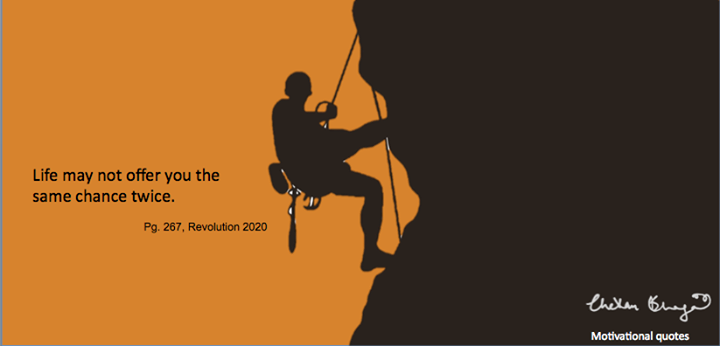 Life may not offer you the
same chance twice.
Pg. 267, Revolution 2020
Chetan Bhagat
Motivational quotes